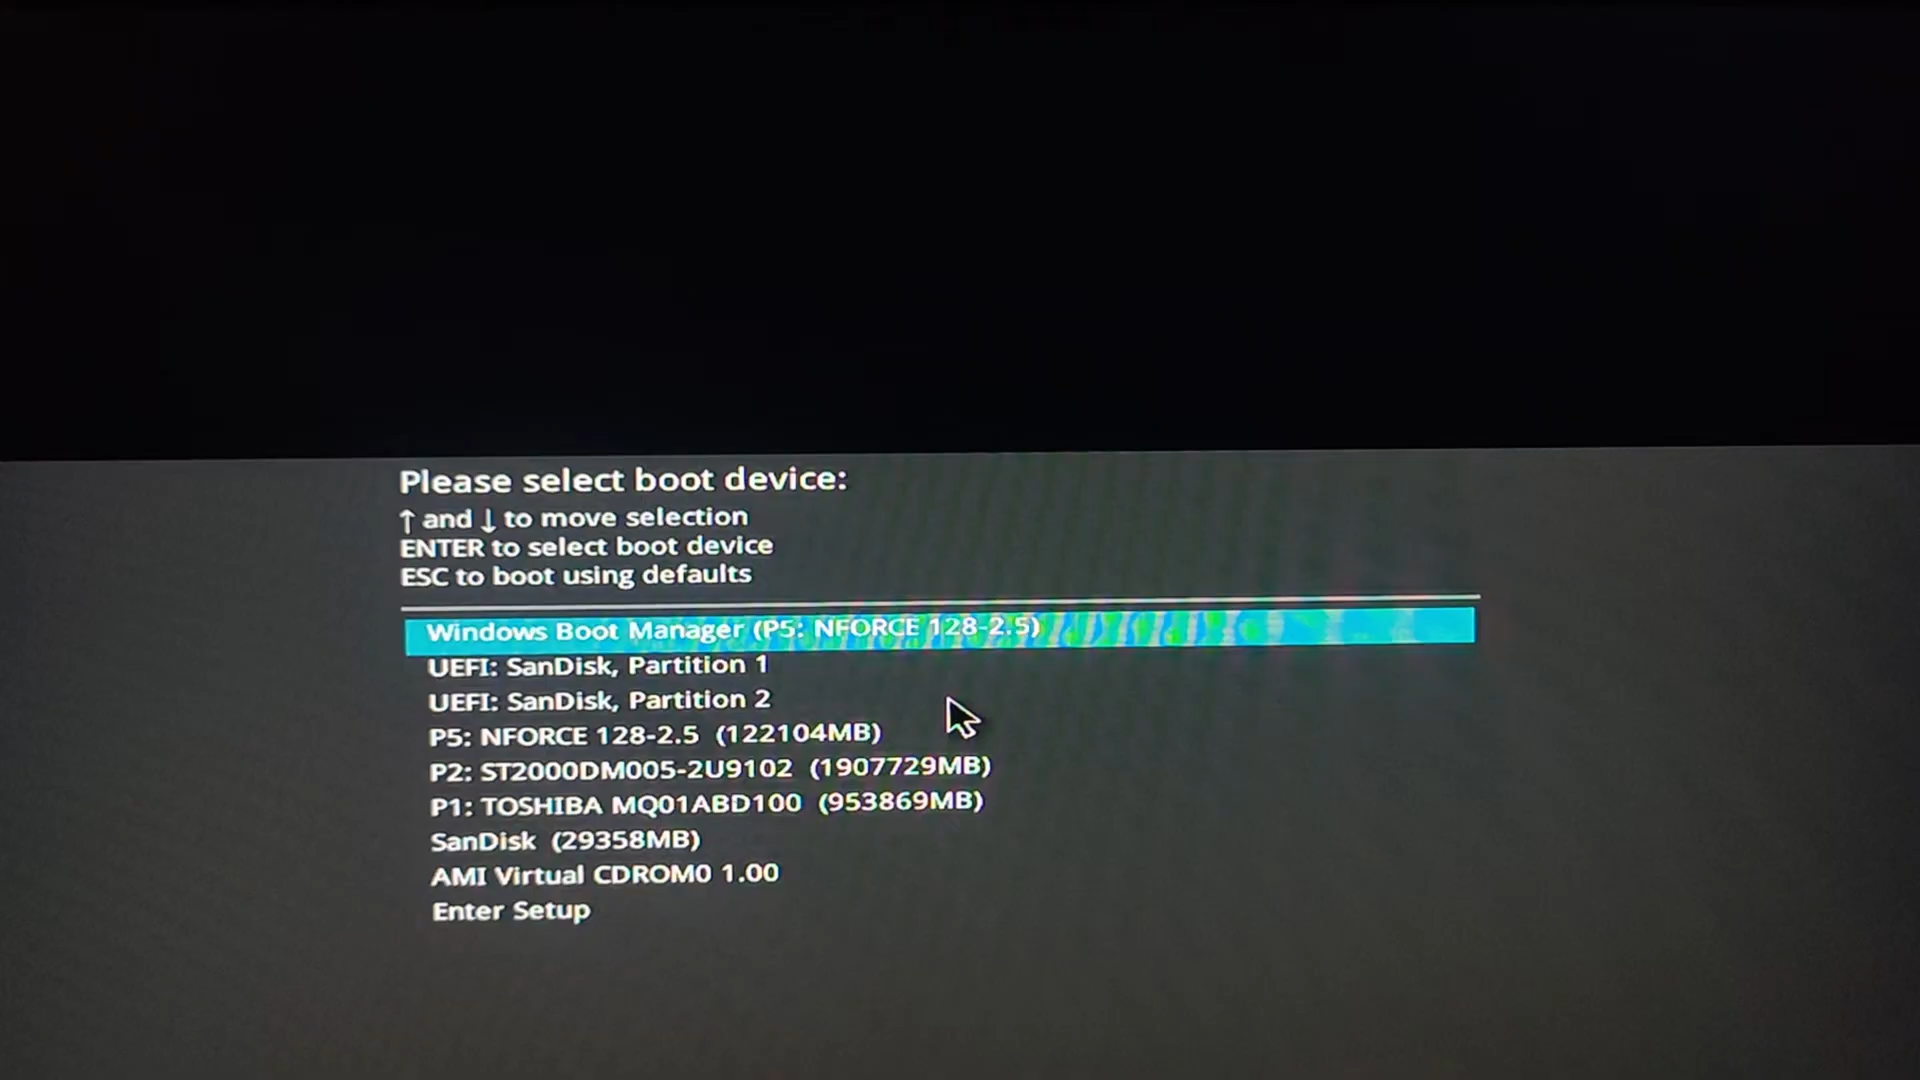 Please select boot device:
↑ and ↓ to move selection
ENTER to select boot device
ESC to boot using defaults
Windows Boot Manager (P5: NFORCE 128-2.5)
UEFI: SanDisk, Partition 1
UEFI: SanDisk, Partition 2
P5: NFORCE 128-2.5 (122104MB)
P2: ST2000DM005-2U9102 (1907729MB)
P1: TOSHIBA MQ01ABD100 (953869MB)
SanDisk (29358MB)
AMI Virtual CDROM0 1.00
Enter Setup